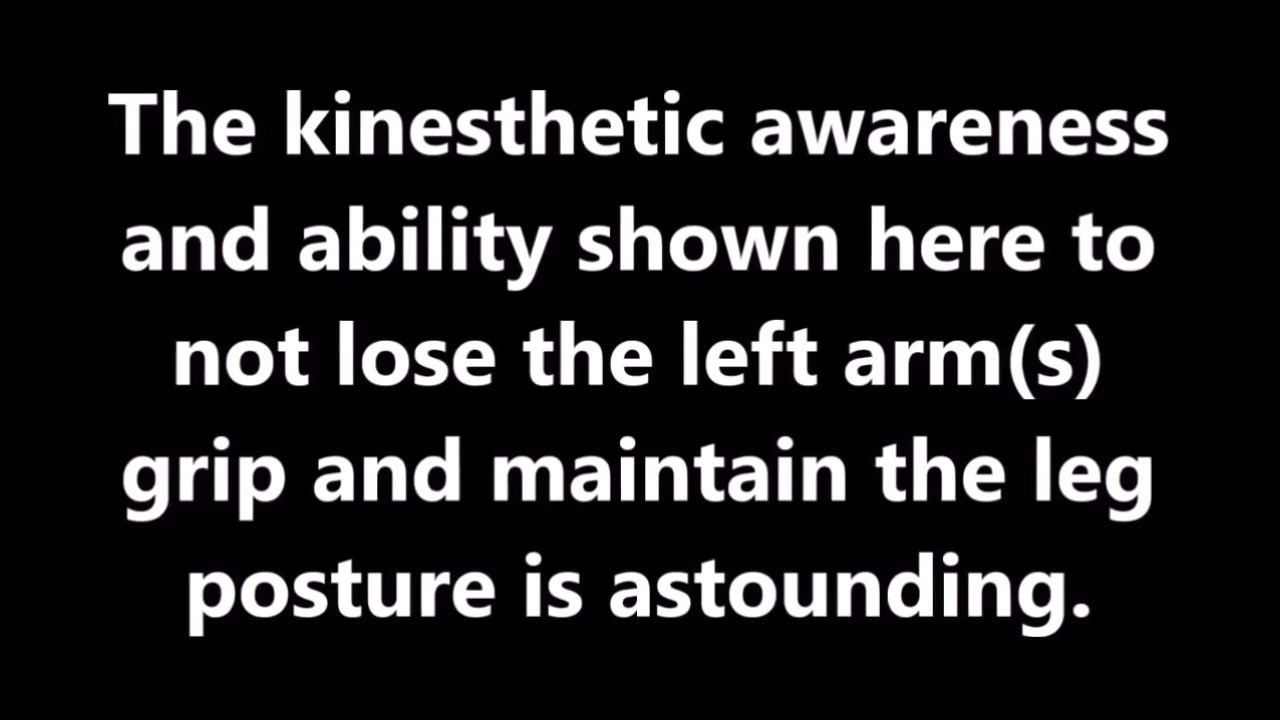 The kinesthetic awareness
and ability shown here to
not lose the left arm(s)
grip and maintain the leg
posture is astounding.